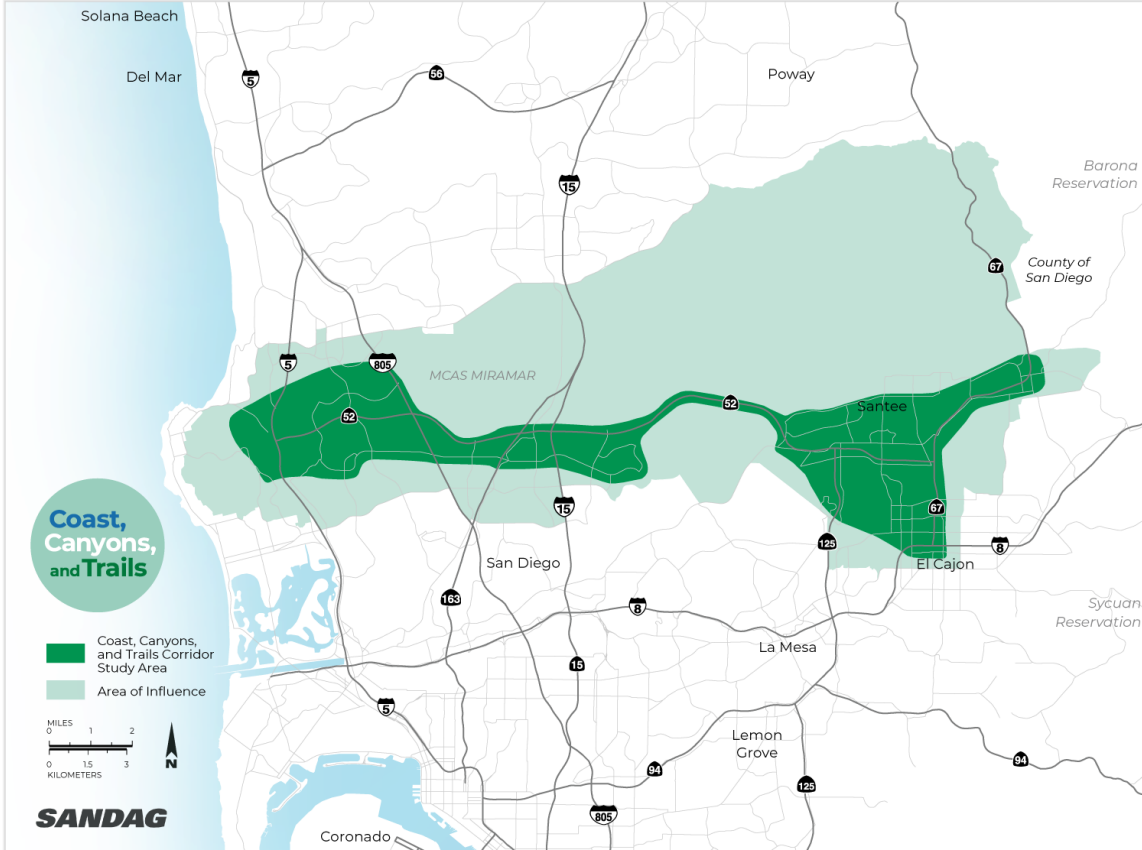 Solana Beach
Del Mar
5
56
Poway
15
Barona
Reservation
67
County of
San Diego
5
805
MCAS MIRAMAR
52
52
Santee
Coast,
Canyons,
and Trails
15
67
125
8
San Diego
El Cajon
163
8
Sycuan
Reservation
Coast, Canyons,
and Trails Corridor
Study Area
La Mesa
15
Area of Influence
5
MILES
0 1 2
0 1.5 3
KILOMETERS
N
Lemon
Grove
94
94
125
SANDAG
805
Coronado